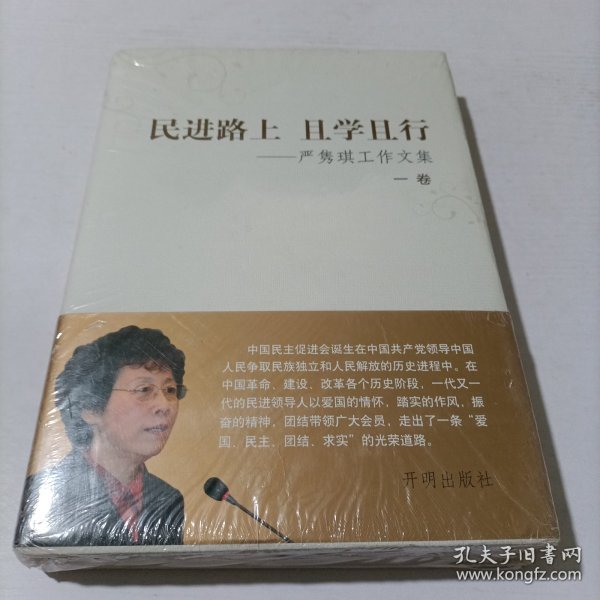 民进路上 且学且行
——严隽琪工作文集
一卷
中国民主促进会诞生在中国共产党领导中国
人民争取民族独立和人民解放的历史进程中。在
中国革命、建设、改革各个历史阶段，一代又一
代的民进领导人以爱国的情怀，踏实的作风，振
奋的精神，团结带领广大会员，走出了一条“爱
国、民主、团结、求实”的光荣道路。
开明出版社
孔夫子旧书网
www.kongfz.com